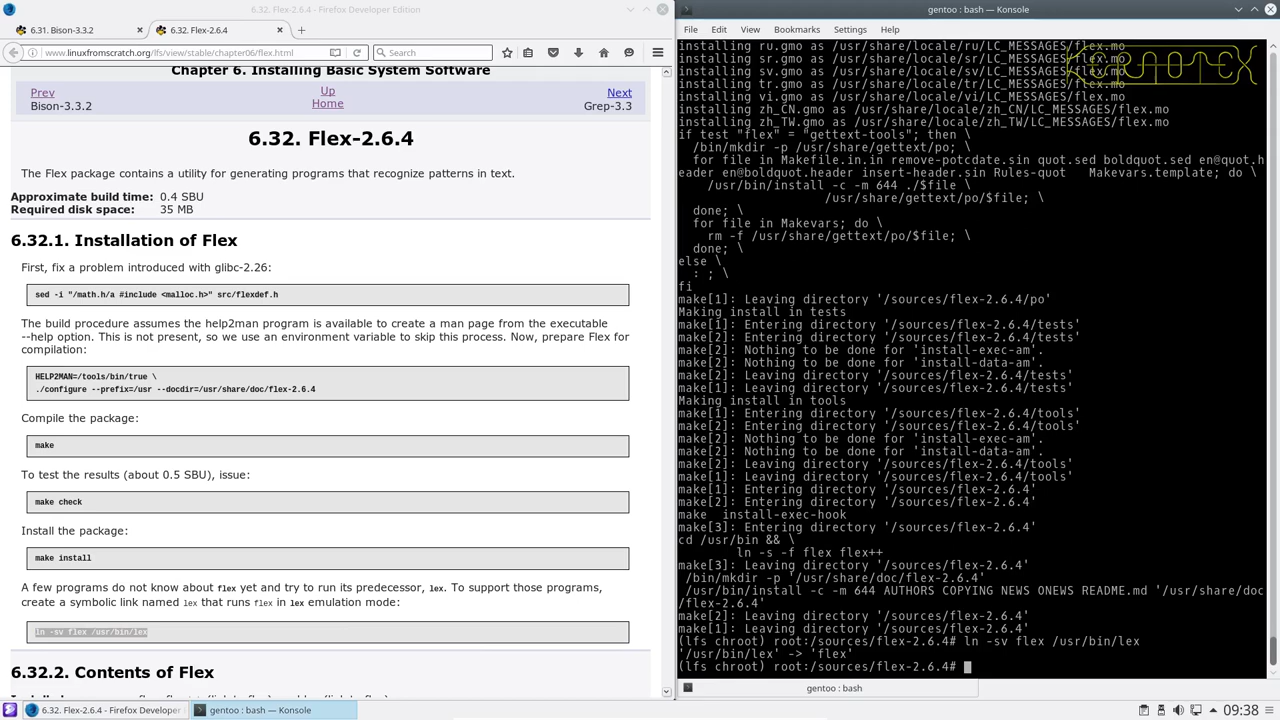 6.32. Flex-2.6.4 - Firefox Developer Edition
6.31. Bison-3.3.2
6.32. Flex-2.6.4
www.linuxfromscratch.org/lfs/view/stable/chapter06/flex.html
Search
Chapter 6. Installing Basic System Software
Prev
Up
Next
Bison-3.3.2
Home
Grep-3.3
6.32. Flex-2.6.4
The Flex package contains a utility for generating programs that recognize patterns in text.
Approximate build time: 0.4 SBU
Required disk space: 35 MB
6.32.1. Installation of Flex
First, fix a problem introduced with glibc-2.26:
sed -i "/math.h/a #include <malloc.h>" src/flexdef.h
The build procedure assumes the help2man program is available to create a man page from the executable
--help option. This is not present, so we use an environment variable to skip this process. Now, prepare Flex for
compilation:
HELP2MAN=/tools/bin/true \
./configure --prefix=/usr --docdir=/usr/share/doc/flex-2.6.4
Compile the package:
make
To test the results (about 0.5 SBU), issue:
make check
Install the package:
make install
A few programs do not know about flex yet and try to run its predecessor, lex. To support those programs,
create a symbolic link named lex that runs flex in lex emulation mode:
ln -sv flex /usr/bin/lex
6.32.2. Contents of Flex
gentoo : bash — Konsole
File Edit View Bookmarks Settings Help
installing ru.gmo as /usr/share/locale/ru/LC_MESSAGES/flex.mo
installing sr.gmo as /usr/share/locale/sr/LC_MESSAGES/flex.mo
installing sv.gmo as /usr/share/locale/sv/LC_MESSAGES/flex.mo
installing tr.gmo as /usr/share/locale/tr/LC_MESSAGES/flex.mo
installing vi.gmo as /usr/share/locale/vi/LC_MESSAGES/flex.mo
installing zh_CN.gmo as /usr/share/locale/zh_CN/LC_MESSAGES/flex.mo
installing zh_TW.gmo as /usr/share/locale/zh_TW/LC_MESSAGES/flex.mo
if test "flex" = "gettext-tools"; then \
/bin/mkdir -p /usr/share/gettext/po; \
for file in Makefile.in.in remove-potcdate.sin quot.sed boldquot.sed en@quot.h
eader en@boldquot.header insert-header.sin Rules-quot Makevars.template; do \
/usr/bin/install -c -m 644 ./$file \
/usr/share/gettext/po/$file; \
done; \
for file in Makevars; do \
rm -f /usr/share/gettext/po/$file; \
done; \
else \
: ; \
fi
make[1]: Leaving directory '/sources/flex-2.6.4/po'
Making install in tests
make[1]: Entering directory '/sources/flex-2.6.4/tests'
make[2]: Entering directory '/sources/flex-2.6.4/tests'
make[2]: Nothing to be done for 'install-exec-am'.
make[2]: Nothing to be done for 'install-data-am'.
make[2]: Leaving directory '/sources/flex-2.6.4/tests'
make[1]: Leaving directory '/sources/flex-2.6.4/tests'
Making install in tools
make[1]: Entering directory '/sources/flex-2.6.4/tools'
make[2]: Entering directory '/sources/flex-2.6.4/tools'
make[2]: Nothing to be done for 'install-exec-am'.
make[2]: Nothing to be done for 'install-data-am'.
make[2]: Leaving directory '/sources/flex-2.6.4/tools'
make[1]: Leaving directory '/sources/flex-2.6.4/tools'
make[1]: Entering directory '/sources/flex-2.6.4'
make[2]: Entering directory '/sources/flex-2.6.4'
make  install-exec-hook
make[3]: Entering directory '/sources/flex-2.6.4'
cd /usr/bin && \
ln -s -f flex flex++
make[3]: Leaving directory '/sources/flex-2.6.4'
/bin/mkdir -p '/usr/share/doc/flex-2.6.4'
/usr/bin/install -c -m 644 AUTHORS COPYING NEWS ONEWS README.md '/usr/share/doc
/flex-2.6.4'
make[2]: Leaving directory '/sources/flex-2.6.4'
make[1]: Leaving directory '/sources/flex-2.6.4'
(lfs chroot) root:/sources/flex-2.6.4# ln -sv flex /usr/bin/lex
'/usr/bin/lex' -> 'flex'
(lfs chroot) root:/sources/flex-2.6.4#
gentoo : bash
6.32. Flex-2.6.4 - Firefox Developer
gentoo : bash — Konsole
09:38